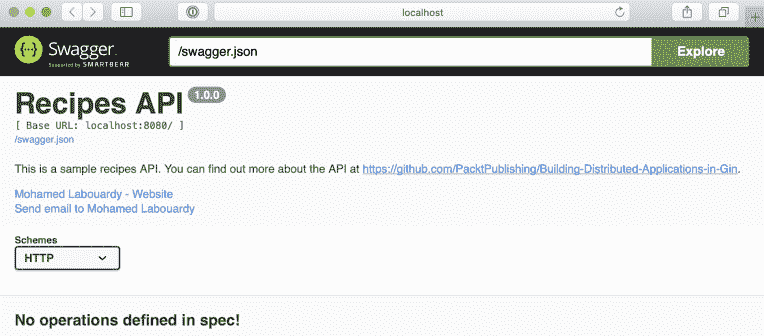 localhost
Swagger.
Supported by SMARTBEAR
/swagger.json
Explore
Recipes API 1.0.0
[ Base URL: localhost:8080/ ]
/swagger.json
This is a sample recipes API. You can find out more about the API at https://github.com/PacktPublishing/Building-Distributed-Applications-in-Gin.
Mohamed Labouardy - Website
Send email to Mohamed Labouardy
Schemes
HTTP
No operations defined in spec!